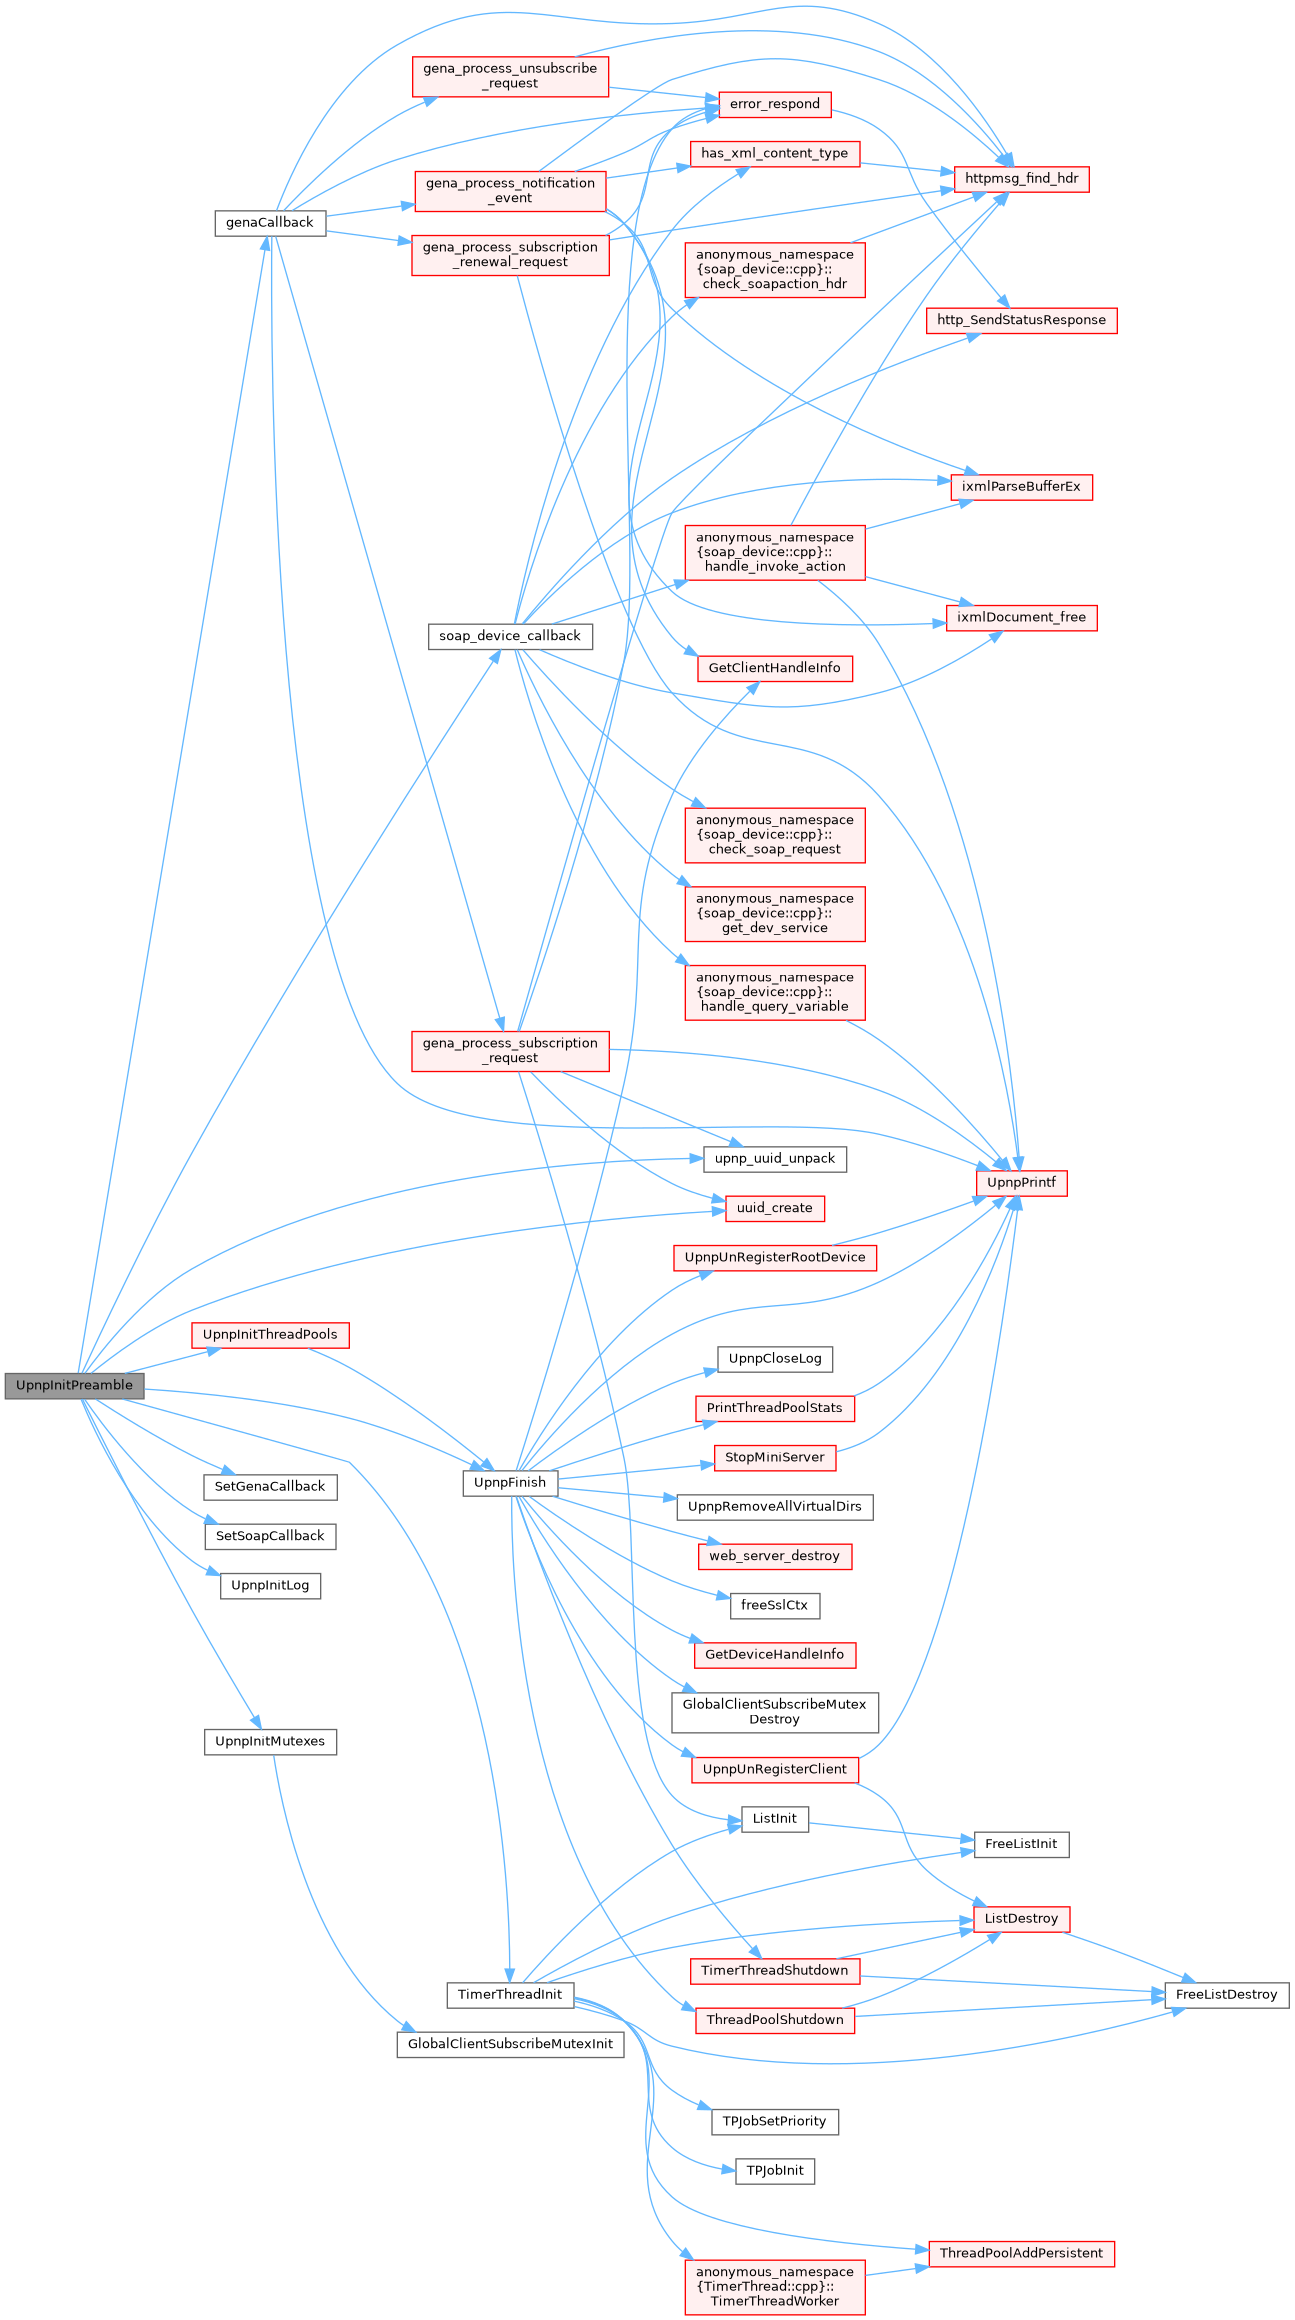 gena_process_unsubscribe
_request
error_respond
has_xml_content_type
httpmsg_find_hdr
gena_process_notification
_event
genaCallback
gena_process_subscription
_renewal_request
anonymous_namespace
{soap_device::cpp}::
check_soapaction_hdr
http_SendStatusResponse
ixmlParseBufferEx
anonymous_namespace
{soap_device::cpp}::
handle_invoke_action
ixmlDocument_free
soap_device_callback
GetClientHandleInfo
anonymous_namespace
{soap_device::cpp}::
check_soap_request
anonymous_namespace
{soap_device::cpp}::
get_dev_service
anonymous_namespace
{soap_device::cpp}::
handle_query_variable
gena_process_subscription
_request
upnp_uuid_unpack
UpnpPrintf
uuid_create
UpnpUnRegisterRootDevice
UpnpInitThreadPools
UpnpCloseLog
UpnpInitPreamble
PrintThreadPoolStats
StopMiniServer
UpnpFinish
SetGenaCallback
UpnpRemoveAllVirtualDirs
SetSoapCallback
web_server_destroy
UpnpInitLog
freeSslCtx
GetDeviceHandleInfo
GlobalClientSubscribeMutex
Destroy
UpnpInitMutexes
UpnpUnRegisterClient
ListInit
FreeListInit
ListDestroy
TimerThreadShutdown
TimerThreadInit
FreeListDestroy
ThreadPoolShutdown
GlobalClientSubscribeMutexInit
TPJobSetPriority
TPJobInit
ThreadPoolAddPersistent
anonymous_namespace
{TimerThread::cpp}::
TimerThreadWorker